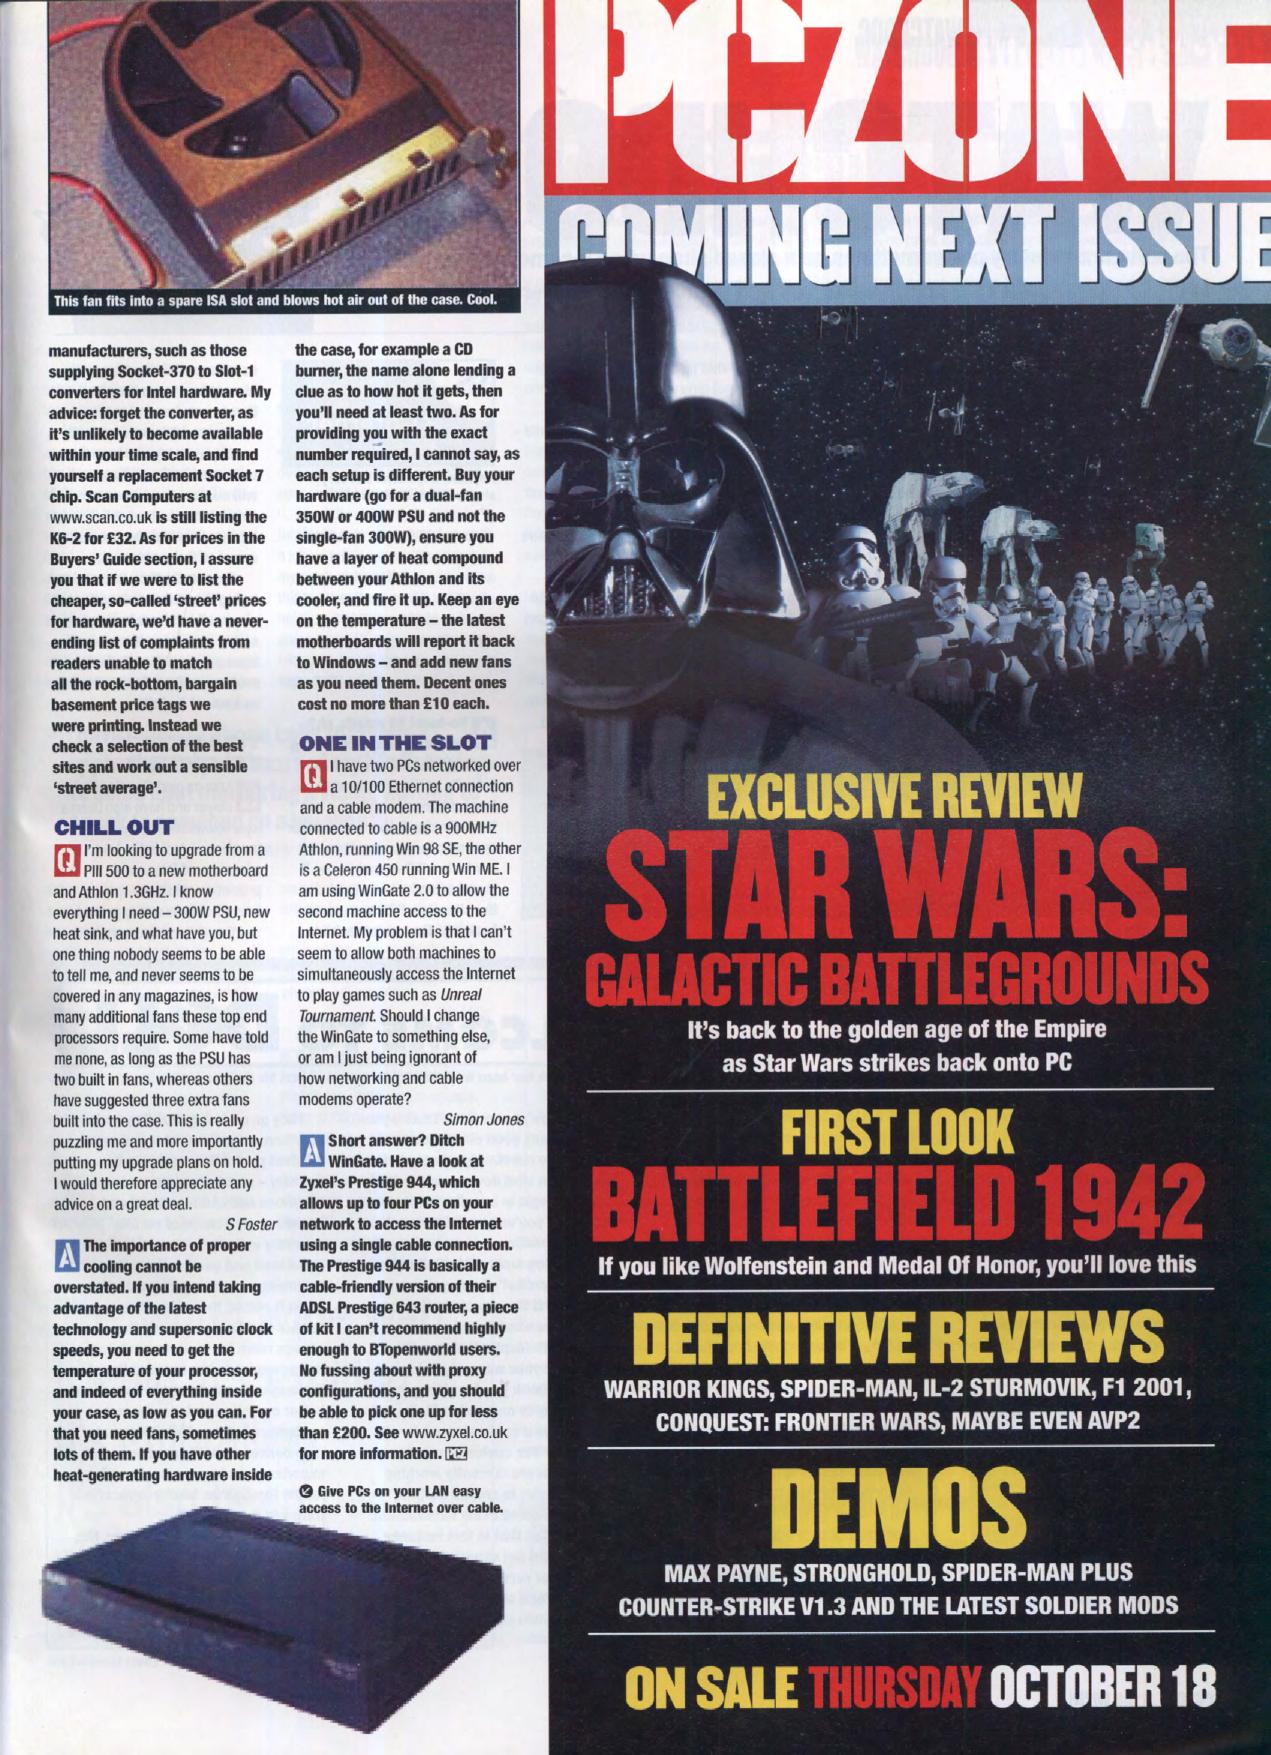 This fan fits into a spare ISA slot and blows hot air out of the case. Cool.
manufacturers, such as those
supplying Socket-370 to Slot-1
converters for Intel hardware. My
advice: forget the converter, as
it's unlikely to become available
within your time scale, and find
yourself a replacement Socket 7
chip. Scan Computers at
www.scan.co.uk is still listing the
K6-2 for £32. As for prices in the
Buyers' Guide section, I assure
you that if we were to list the
cheaper, so-called 'street' prices
for hardware, we'd have a never-
ending list of complaints from
readers unable to match
all the rock-bottom, bargain
basement price tags we
were printing. Instead we
check a selection of the best
sites and work out a sensible
'street average'.
CHILL OUT
Q I'm looking to upgrade from a
PIII 500 to a new motherboard
and Athlon 1.3GHz. I know
everything I need – 300W PSU, new
heat sink, and what have you, but
one thing nobody seems to be able
to tell me, and never seems to be
covered in any magazines, is how
many additional fans these top end
processors require. Some have told
me none, as long as the PSU has
two built in fans, whereas others
have suggested three extra fans
built into the case. This is really
puzzling me and more importantly
putting my upgrade plans on hold.
I would therefore appreciate any
advice on a great deal.
S Foster
A The importance of proper
cooling cannot be
overstated. If you intend taking
advantage of the latest
technology and supersonic clock
speeds, you need to get the
temperature of your processor,
and indeed of everything inside
your case, as low as you can. For
that you need fans, sometimes
lots of them. If you have other
heat-generating hardware inside
the case, for example a CD
burner, the name alone lending a
clue as to how hot it gets, then
you'll need at least two. As for
providing you with the exact
number required, I cannot say, as
each setup is different. Buy your
hardware (go for a dual-fan
350W or 400W PSU and not the
single-fan 300W), ensure you
have a layer of heat compound
between your Athlon and its
cooler, and fire it up. Keep an eye
on the temperature – the latest
motherboards will report it back
to Windows – and add new fans
as you need them. Decent ones
cost no more than £10 each.
ONE IN THE SLOT
Q I have two PCs networked over
a 10/100 Ethernet connection
and a cable modem. The machine
connected to cable is a 900MHz
Athlon, running Win 98 SE, the other
is a Celeron 450 running Win ME. I
am using WinGate 2.0 to allow the
second machine access to the
Internet. My problem is that I can't
seem to allow both machines to
simultaneously access the Internet
to play games such as Unreal
Tournament. Should I change
the WinGate to something else,
or am I just being ignorant of
how networking and cable
modems operate?
Simon Jones
A Short answer? Ditch
WinGate. Have a look at
Zyxel's Prestige 944, which
allows up to four PCs on your
network to access the Internet
using a single cable connection.
The Prestige 944 is basically a
cable-friendly version of their
ADSL Prestige 643 router, a piece
of kit I can't recommend highly
enough to BTopenworld users.
No fussing about with proxy
configurations, and you should
be able to pick one up for less
than £200. See www.zyxel.co.uk
for more information. PCZ
Give PCs on your LAN easy
access to the Internet over cable.
PCZONE
COMING NEXT ISSUE
EXCLUSIVE REVIEW
STAR WARS:
GALACTIC BATTLEGROUNDS
It's back to the golden age of the Empire
as Star Wars strikes back onto PC
FIRST LOOK
BATTLEFIELD 1942
If you like Wolfenstein and Medal Of Honor, you'll love this
DEFINITIVE REVIEWS
WARRIOR KINGS, SPIDER-MAN, IL-2 STURMOVIK, F1 2001,
CONQUEST: FRONTIER WARS, MAYBE EVEN AVP2
DEMOS
MAX PAYNE, STRONGHOLD, SPIDER-MAN PLUS
COUNTER-STRIKE V1.3 AND THE LATEST SOLDIER MODS
ON SALE THURSDAY OCTOBER 18